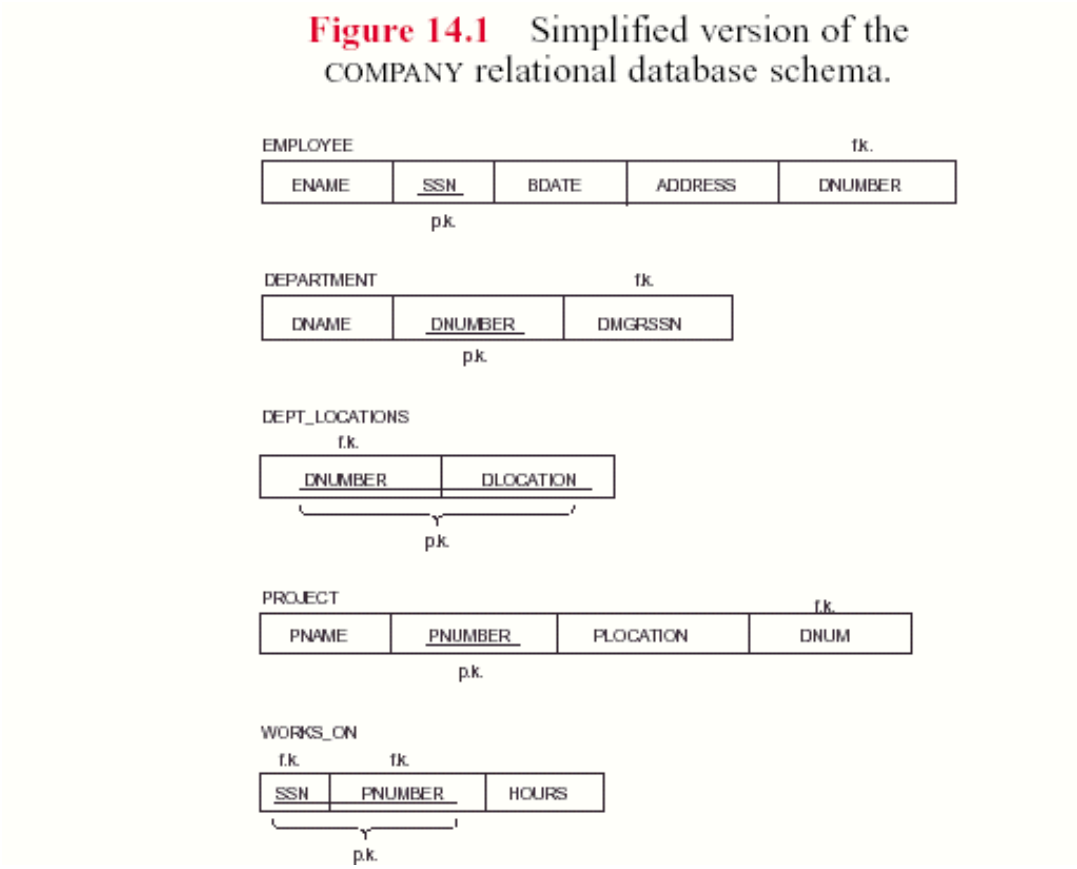 Figure 14.1 Simplified version of the
COMPANY relational database schema.
EMPLOYEE f.k.
ENAME SSN BDATE ADDRESS DNUMBER
p.k.
DEPARTMENT f.k.
DNAME DNUMBER DMGRSSN
p.k.
DEPT_LOCATIONS
f.k.
DNUMBER DLOCATION
p.k.
PROJECT f.k.
PNAME PNUMBER PLOCATION DNUM
p.k.
WORKS_ON
f.k. f.k.
SSN PNUMBER HOURS
p.k.